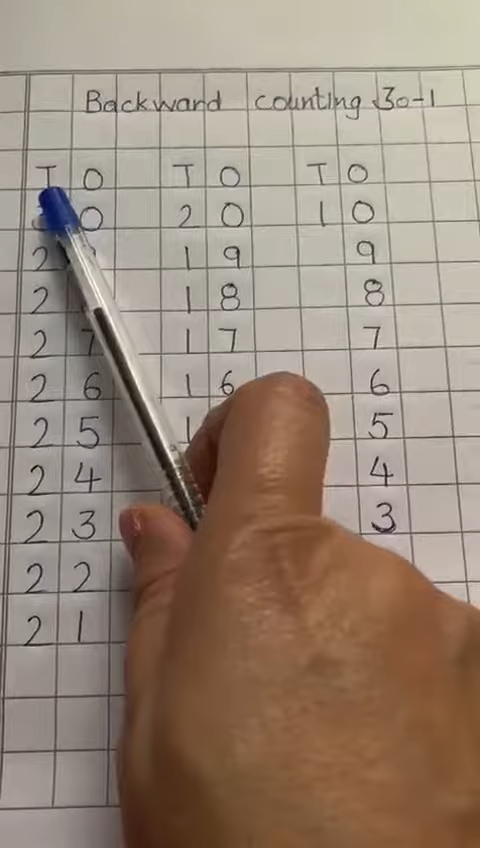 Backward counting 30-1
T O T O T O
0 2 0 1 0
2 1 9 9
2 1 8 8
2 7 1 7 7
2 6 1 6 6
2 5 1 5
2 4 4
2 3 3
2 2
2 1